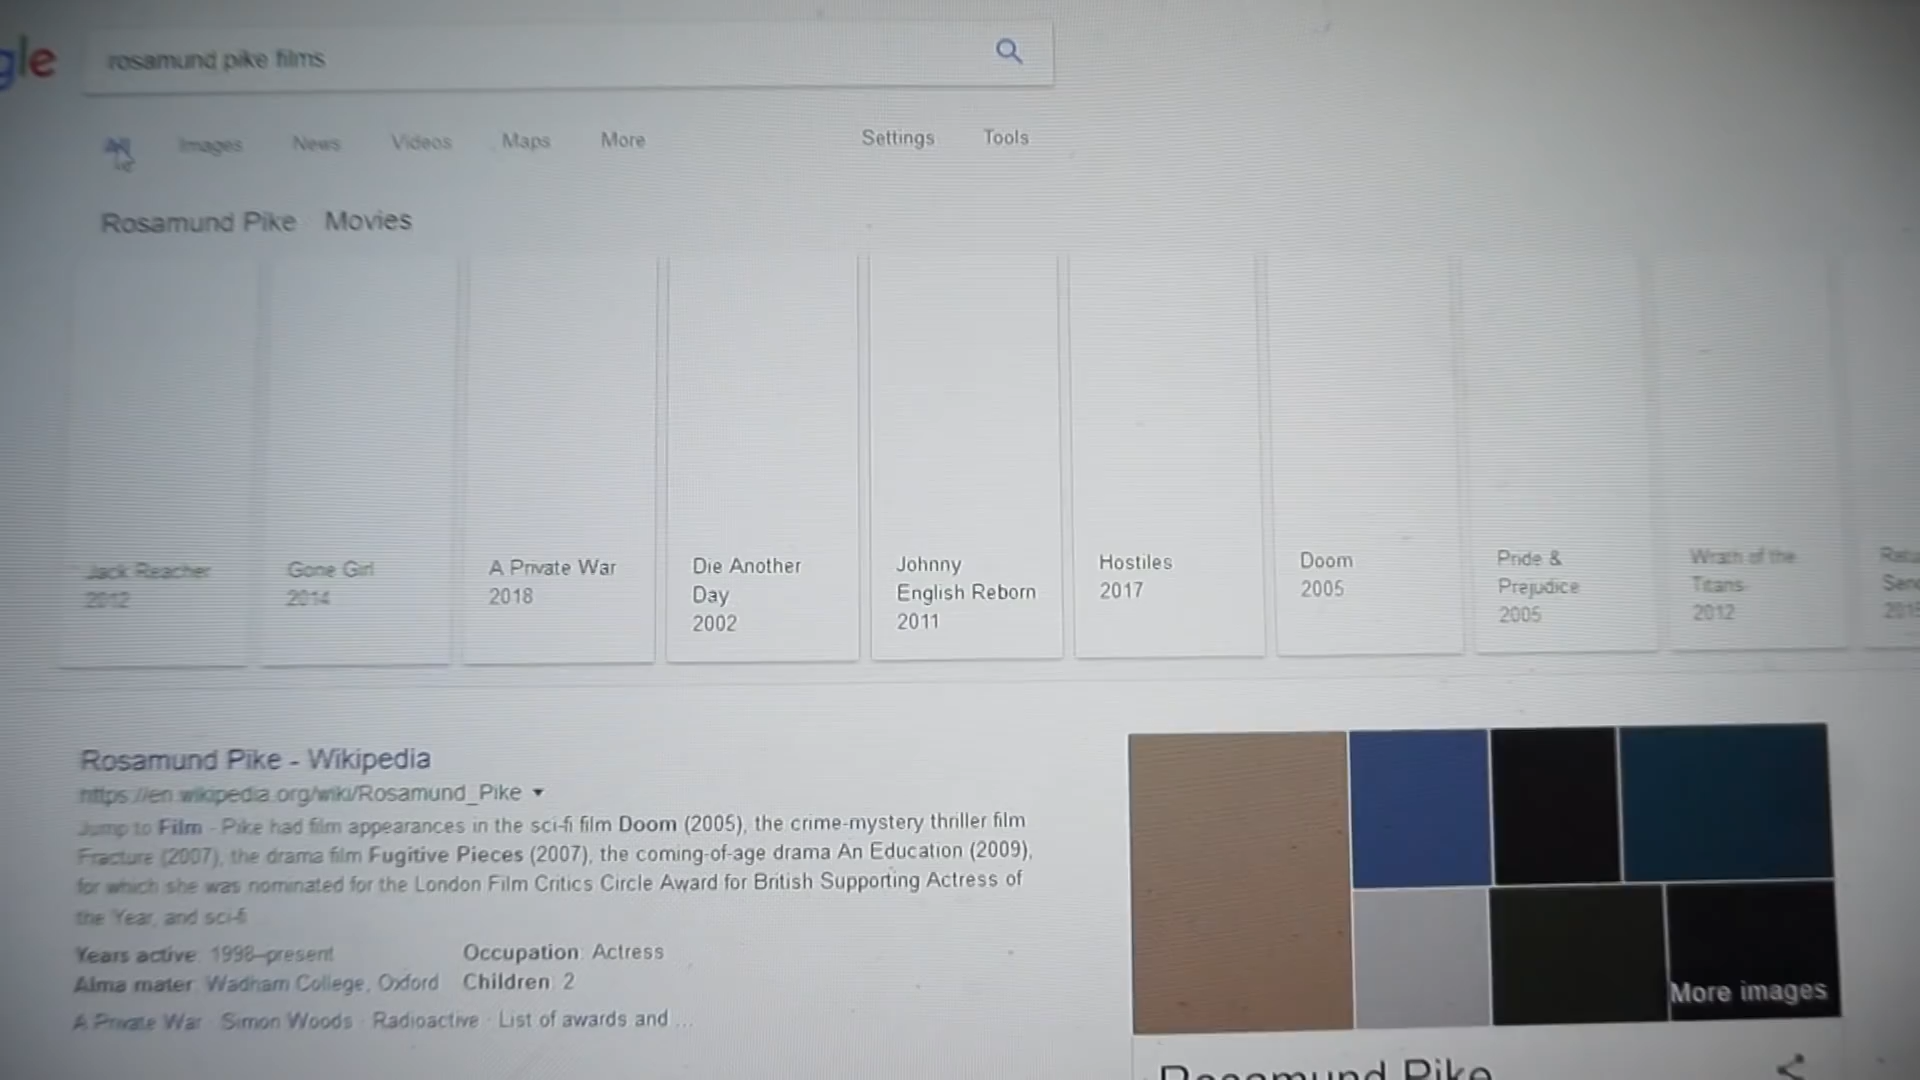 gle
rosamund pike films
All Images News Videos Maps More Settings Tools
Rosamund Pike Movies
Jack Reacher
2012
Gone Girl
2014
A Private War
2018
Die Another
Day
2002
Johnny
English Reborn
2011
Hostiles
2017
Doom
2005
Pride &
Prejudice
2005
Wrath of the
Titans
2012
Rosamund Pike - Wikipedia
https://en.wikipedia.org/wiki/Rosamund_Pike
Jump to Film - Pike had film appearances in the sci-fi film Doom (2005), the crime-mystery thriller film
Fracture (2007), the drama film Fugitive Pieces (2007), the coming-of-age drama An Education (2009),
for which she was nominated for the London Film Critics Circle Award for British Supporting Actress of
the Year, and sci-fi
Years active: 1998–present Occupation: Actress
Alma mater: Wadham College, Oxford Children: 2
A Private War · Simon Woods · Radioactive · List of awards and ...
More images
Rosamund Pike